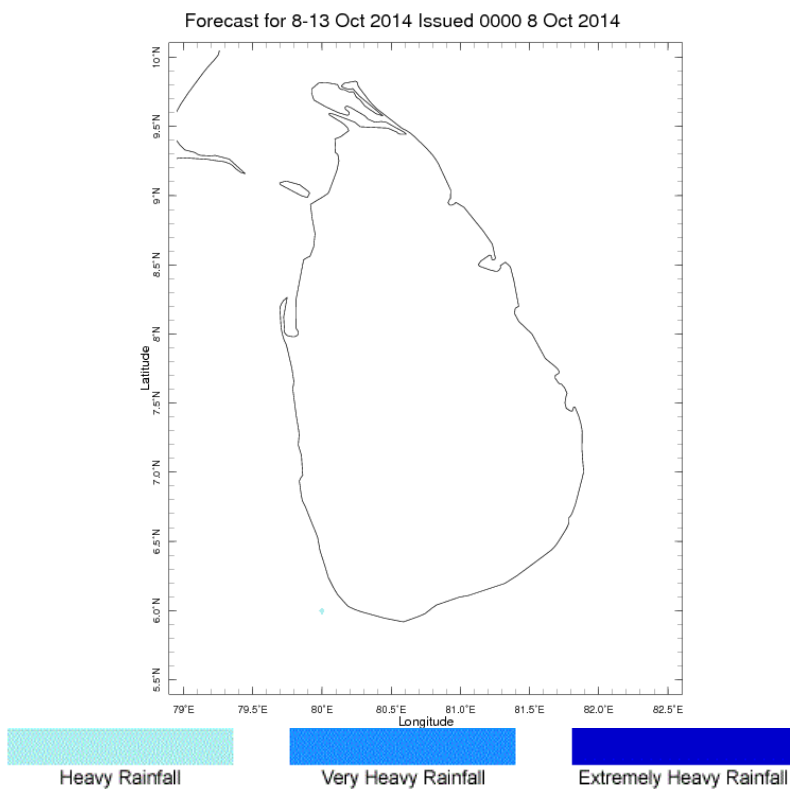 Forecast for 8-13 Oct 2014 Issued 0000 8 Oct 2014
10°N
9.5°N
9°N
8.5°N
8°N
7.5°N
7.0°N
6.5°N
6.0°N
5.5°N
Latitude
79°E 79.5°E 80°E 80.5°E 81.0°E 81.5°E 82.0°E 82.5°E
Longitude
Heavy Rainfall Very Heavy Rainfall Extremely Heavy Rainfall